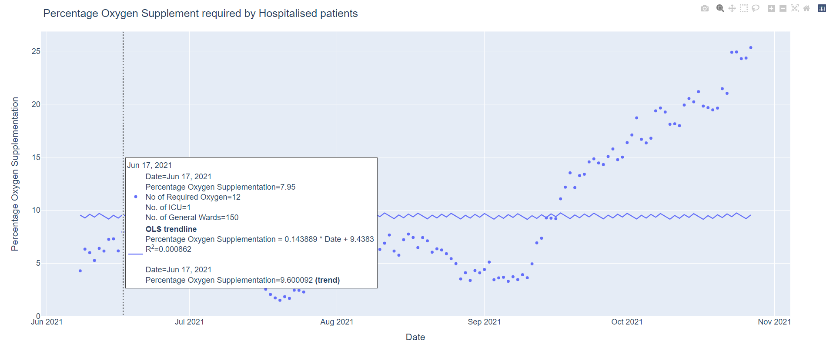 Percentage Oxygen Supplement required by Hospitalised patients
25
20
15
10
5
0
Percentage Oxygen Supplementation
Jun 17, 2021
Date=Jun 17, 2021
Percentage Oxygen Supplementation=7.95
No of Required Oxygen=12
No. of ICU=1
No. of General Wards=150
OLS trendline
Percentage Oxygen Supplementation = 0.143889 * Date + 9.4383
R²=0.000862
Date=Jun 17, 2021
Percentage Oxygen Supplementation=9.600092 (trend)
Jun 2021
Jul 2021
Aug 2021
Sep 2021
Oct 2021
Nov 2021
Date